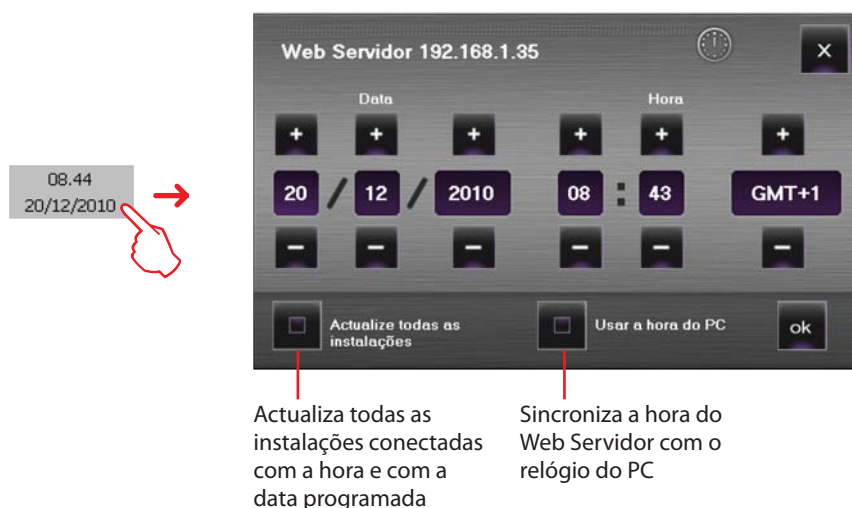 08.44
20/12/2010
Web Servidor 192.168.1.35
X
Data
Hora
+ + + + + +
20 / 12 / 2010 08 : 43 GMT+1
− − − − − −
Actualize todas as
instalações
Usar a hora do PC
ok
Actualiza todas as
instalações conectadas
com a hora e com a
data programada
Sincroniza a hora do
Web Servidor com o
relógio do PC